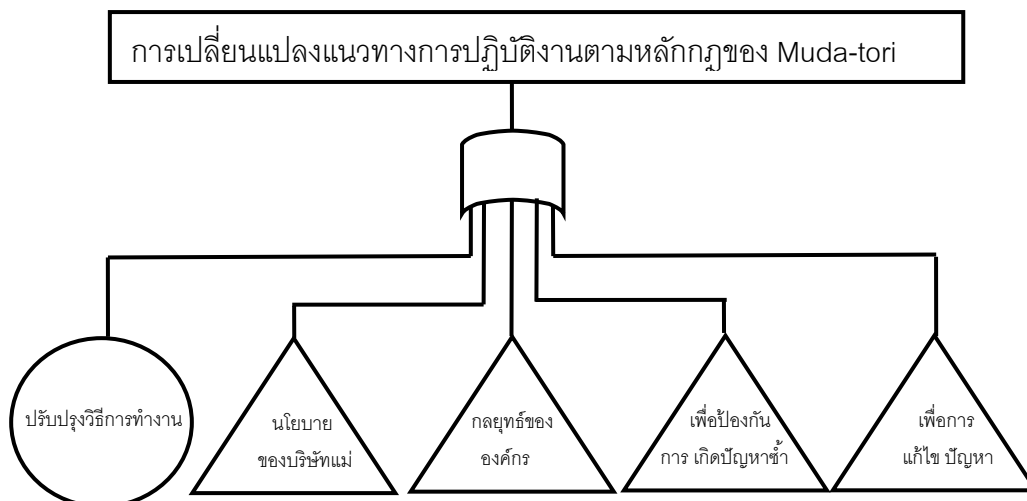 การเปลี่ยนแปลงแนวทางการปฏิบัติงานตามหลักกฎของ Muda-tori
ปรับปรุงวิธีการทำงาน
นโยบาย
ของบริษัทแม่
กลยุทธ์ของ
องค์กร
เพื่อป้องกัน
การ เกิดปัญหาซ้ำ
เพื่อการ
แก้ไข ปัญหา